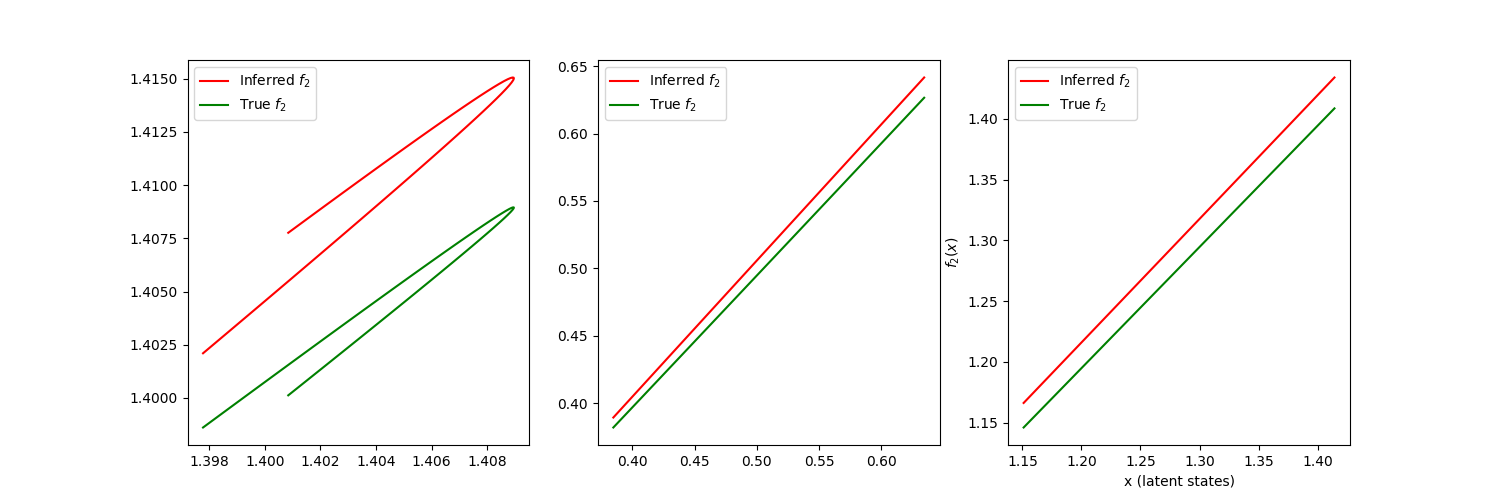 Inferred f₂
True f₂
1.4150
1.4125
1.4100
1.4075
1.4050
1.4025
1.4000
1.398 1.400 1.402 1.404 1.406 1.408
Inferred f₂
True f₂
0.65
0.60
0.55
0.50
0.45
0.40
0.40 0.45 0.50 0.55 0.60
Inferred f₂
True f₂
f₂(x)
1.40
1.35
1.30
1.25
1.20
1.15
1.15 1.20 1.25 1.30 1.35 1.40
x (latent states)